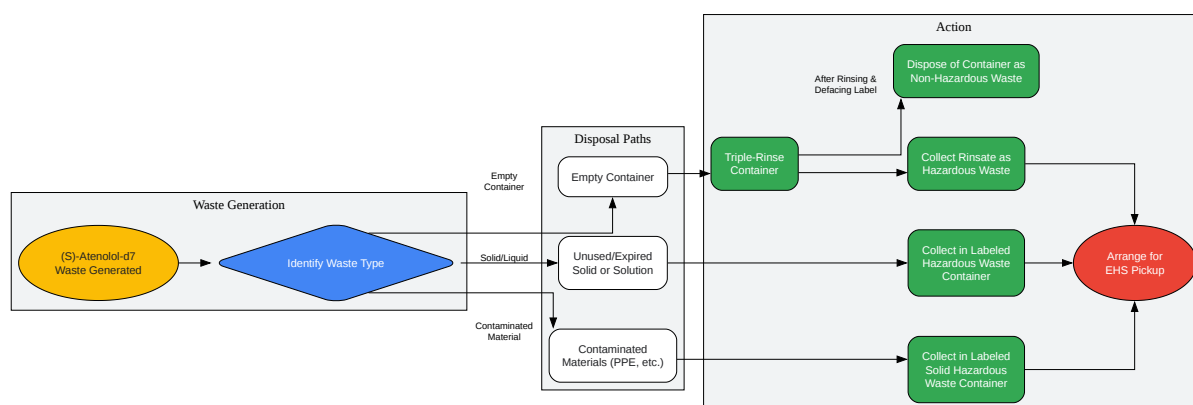 Action
Dispose of Container as
Non-Hazardous Waste
After Rinsing &
Defacing Label
Disposal Paths
Triple-Rinse
Container
Collect Rinsate as
Hazardous Waste
Empty
Container
Empty Container
Waste Generation
(S)-Atenolol-d7
Waste Generated
Identify Waste Type
Solid/Liquid
Unused/Expired
Solid or Solution
Collect in Labeled
Hazardous Waste
Container
Arrange for
EHS Pickup
Contaminated
Material
Contaminated
Materials (PPE, etc.)
Collect in Labeled
Solid Hazardous
Waste Container